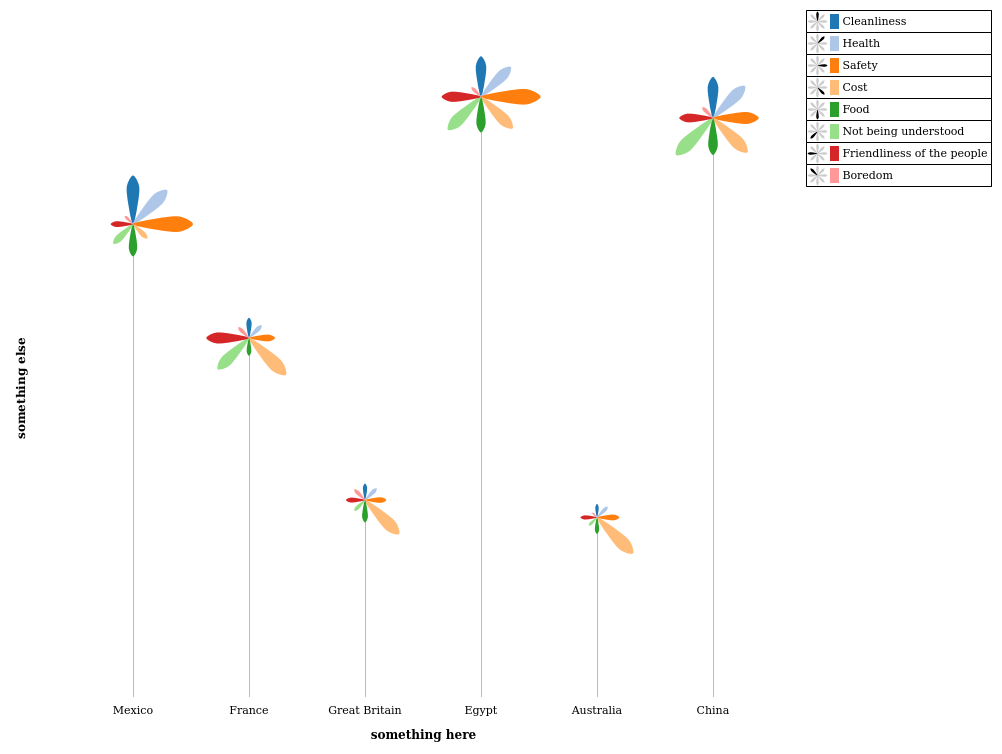 Cleanliness
Health
Safety
Cost
Food
Not being understood
Friendliness of the people
Boredom
something else
Mexico
France
Great Britain
Egypt
Australia
China
something here